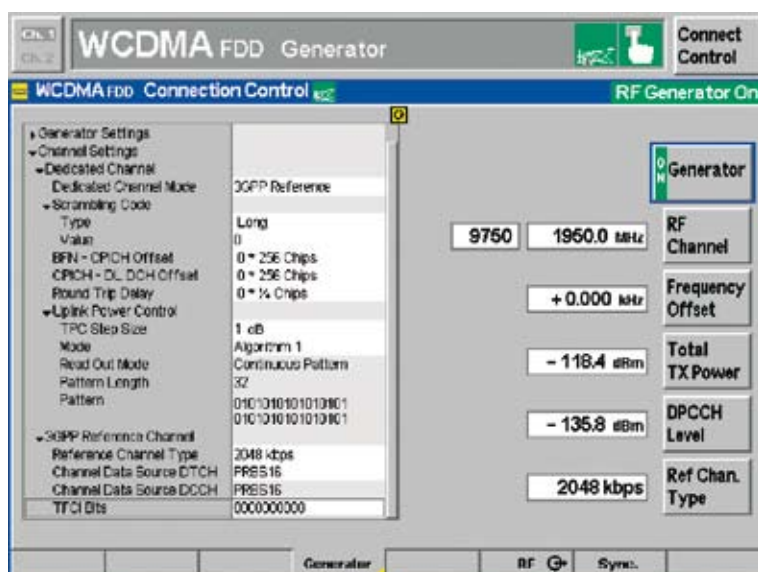 Ch.1
Ch.2
WCDMA FDD Generator
Connect
Control
WCDMA FDD Connection Control
RF Generator On
Generator Settings
Channel Settings
Dedicated Channel
Dedicated Channel Mode 3GPP Reference
Scrambling Code
Type Long
Value 0
BFN - CPICH Offset 0 * 256 Chips
CPICH - DL DCH Offset 0 * 256 Chips
Round Trip Delay 0 * ¼ Chips
Uplink Power Control
TPC Step Size 1 dB
Mode Algorithm 1
Read Out Mode Continuous Pattern
Pattern Length 32
Pattern 0101010101010101
0101010101010101
3GPP Reference Channel
Reference Channel Type 2048 kbps
Channel Data Source DTCH PRBS16
Channel Data Source DCCH PRBS16
TFCI Bits 0000000000
ON
Generator
9750 1950.0 MHz
RF
Channel
+ 0.000 kHz
Frequency
Offset
- 118.4 dBm
Total
TX Power
- 135.8 dBm
DPCCH
Level
2048 kbps
Ref Chan.
Type
Generator
RF
Sync.